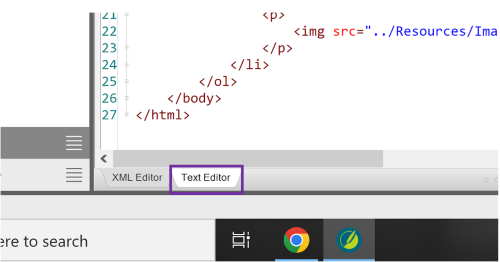 21 <p>
22 <img src="../Resources/Ima
23 </p>
24 </li>
25 </ol>
26 </body>
27 </html>
XML Editor Text Editor
ere to search